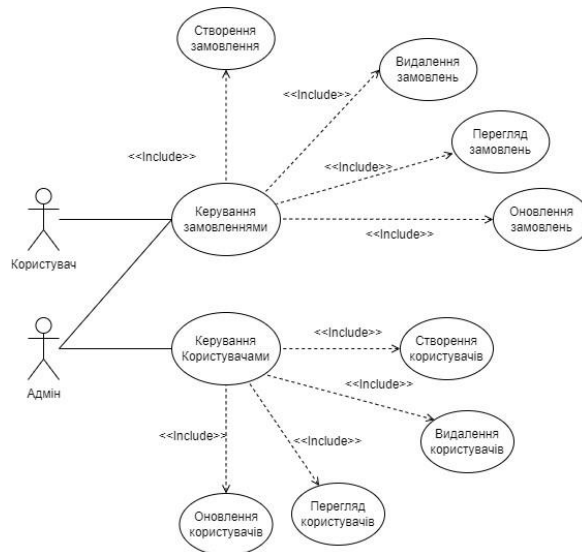 Створення
замовлення
Видалення
замовлень
<<Include>>
Перегляд
замовлень
<<Include>>
<<Include>>
Керування
замовленнями
Оновлення
замовлень
<<Include>>
Користувач
Керування
Користувачами
<<Include>>
Створення
користувачів
Адмін
<<Include>>
Видалення
користувачів
<<Include>>
<<Include>>
Оновлення
користувачів
Перегляд
користувачів